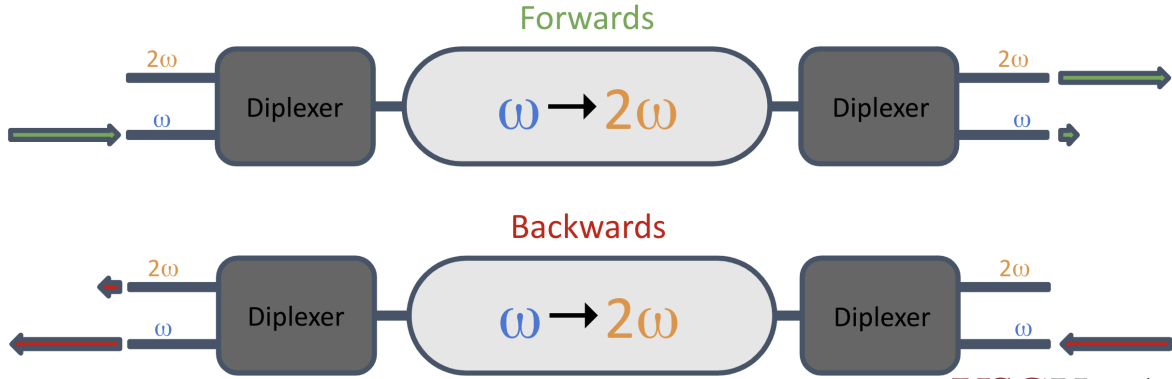 Forwards
2ω 2ω
Diplexer ω → 2ω Diplexer
ω ω
Backwards
2ω 2ω
Diplexer ω → 2ω Diplexer
ω ω